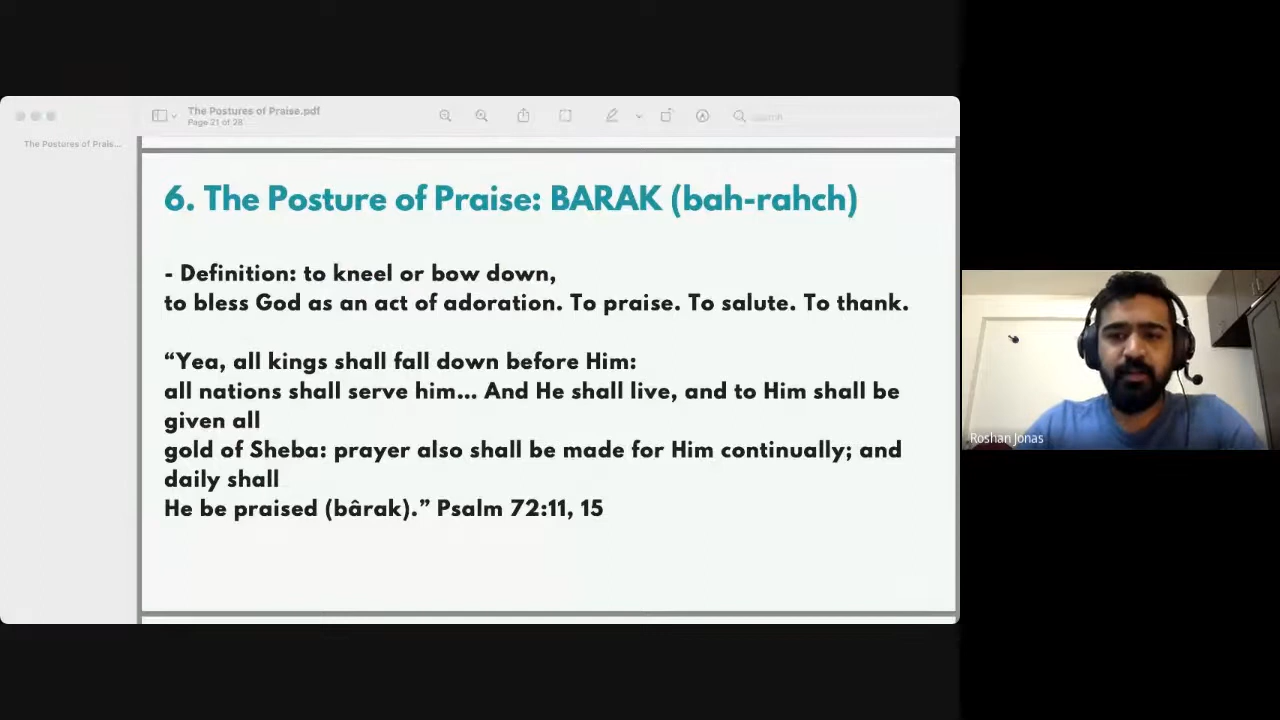 The Postures of Praise.pdf
Page 21 of 28
Search
The Postures of Prais...
6. The Posture of Praise: BARAK (bah-rahch)
- Definition: to kneel or bow down,
to bless God as an act of adoration. To praise. To salute. To thank.
“Yea, all kings shall fall down before Him:
all nations shall serve him... And He shall live, and to Him shall be
given all
gold of Sheba: prayer also shall be made for Him continually; and
daily shall
He be praised (bârak).” Psalm 72:11, 15
Roshan Jonas